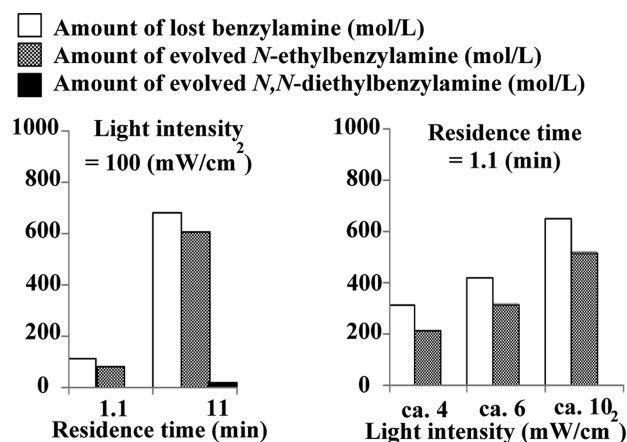 Amount of lost benzylamine (mol/L)
Amount of evolved N-ethylbenzylamine (mol/L)
Amount of evolved N,N-diethylbenzylamine (mol/L)
Light intensity
= 100 (mW/cm²)
1000
800
600
400
200
0
1.1 11
Residence time (min)
Residence time
= 1.1 (min)
1000
800
600
400
200
0
ca. 4 ca. 6 ca. 10
Light intensity (mW/cm²)